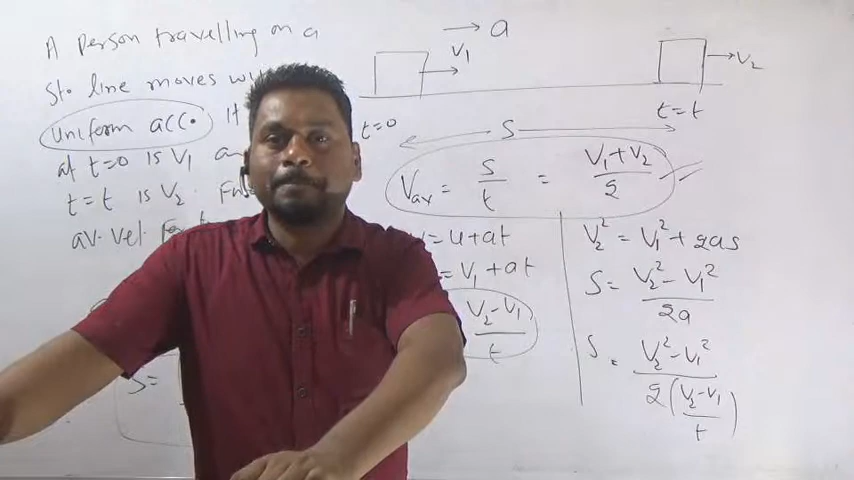 A person travelling on a
st. line moves
uniform acc. It
at t=0 is V₁
t=t is V₂.
av. vel.
→ a
V₁
V₂
t=0
t=t
S
Vav = S/t = (V₁+V₂)/2
= u+at
= V₁+at
(V₂-V₁)/t
S=
V₂² = V₁² + 2as
S = (V₂²-V₁²)/2a
S = (V₂²-V₁²)/(2((V₂-V₁)/t))